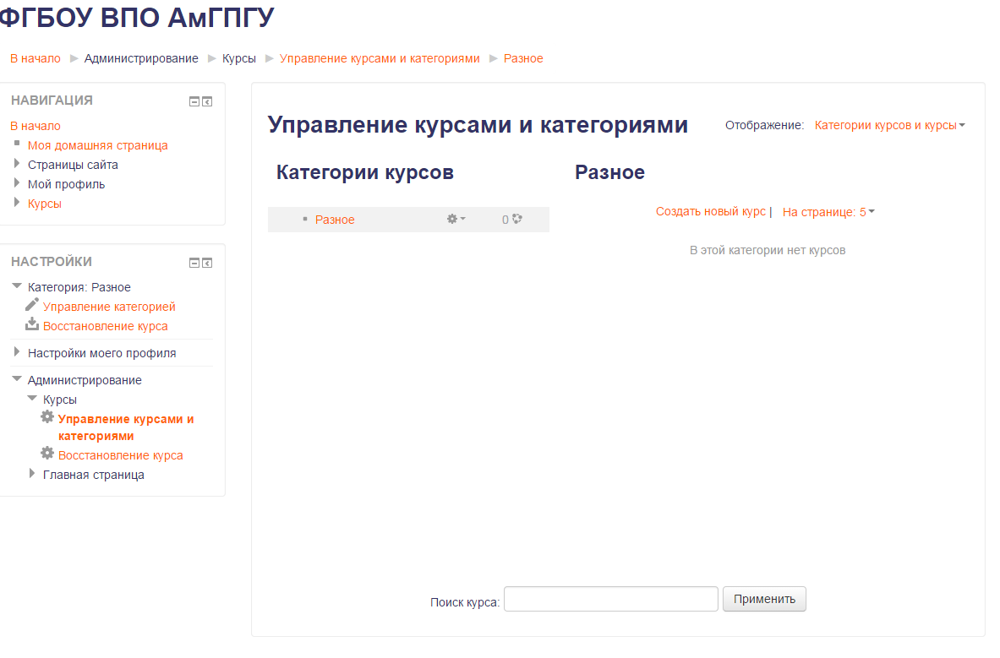 ФГБОУ ВПО АмГПГУ
В начало Администрирование Курсы Управление курсами и категориями Разное
НАВИГАЦИЯ
В начало
Моя домашняя страница
Страницы сайта
Мой профиль
Курсы
НАСТРОЙКИ
Категория: Разное
Управление категорией
Восстановление курса
Настройки моего профиля
Администрирование
Курсы
Управление курсами и
категориями
Восстановление курса
Главная страница
Управление курсами и категориями
Отображение: Категории курсов и курсы
Категории курсов
Разное 0
Разное
Создать новый курс | На странице: 5
В этой категории нет курсов
Поиск курса: Применить